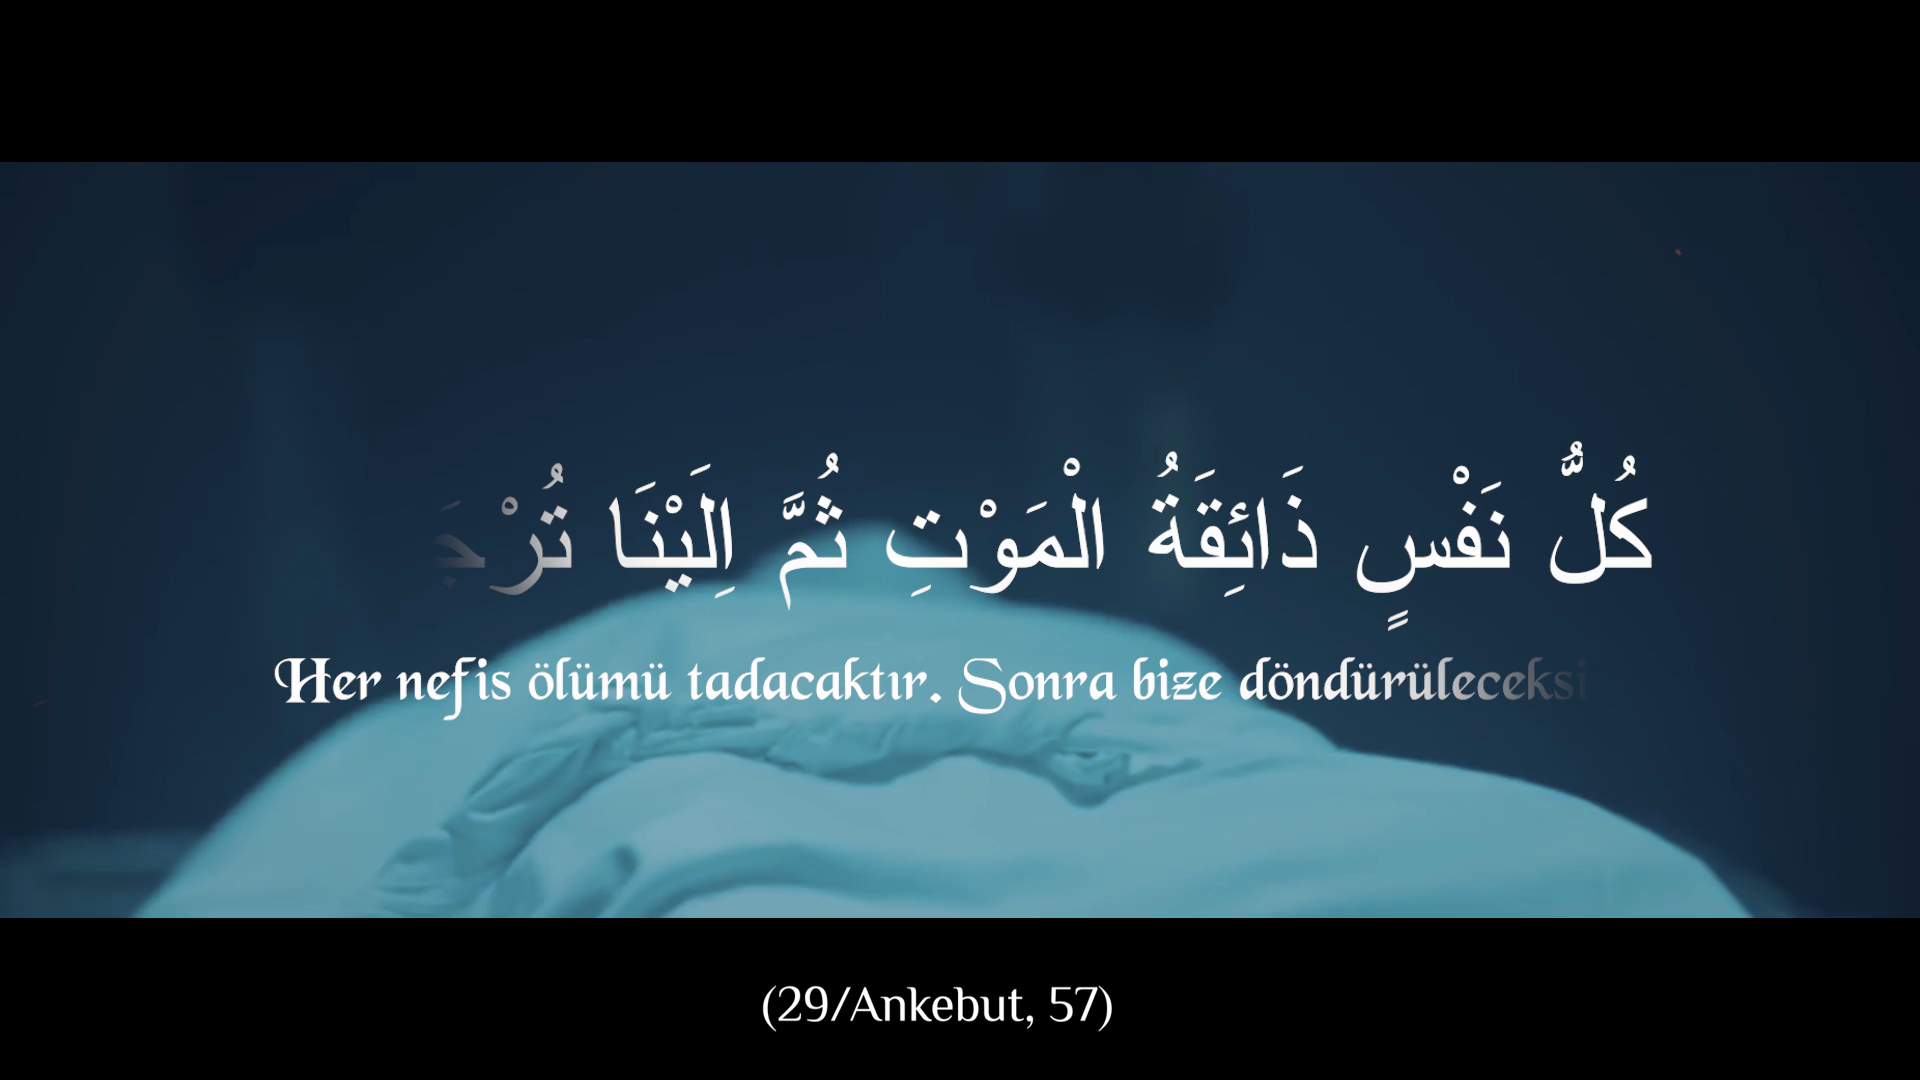 كُلُّ نَفْسٍ ذَائِقَةُ الْمَوْتِ ثُمَّ اِلَيْنَا
Her nefis ölümü tadacaktır. Sonra bize
(29/Ankebut, 57)